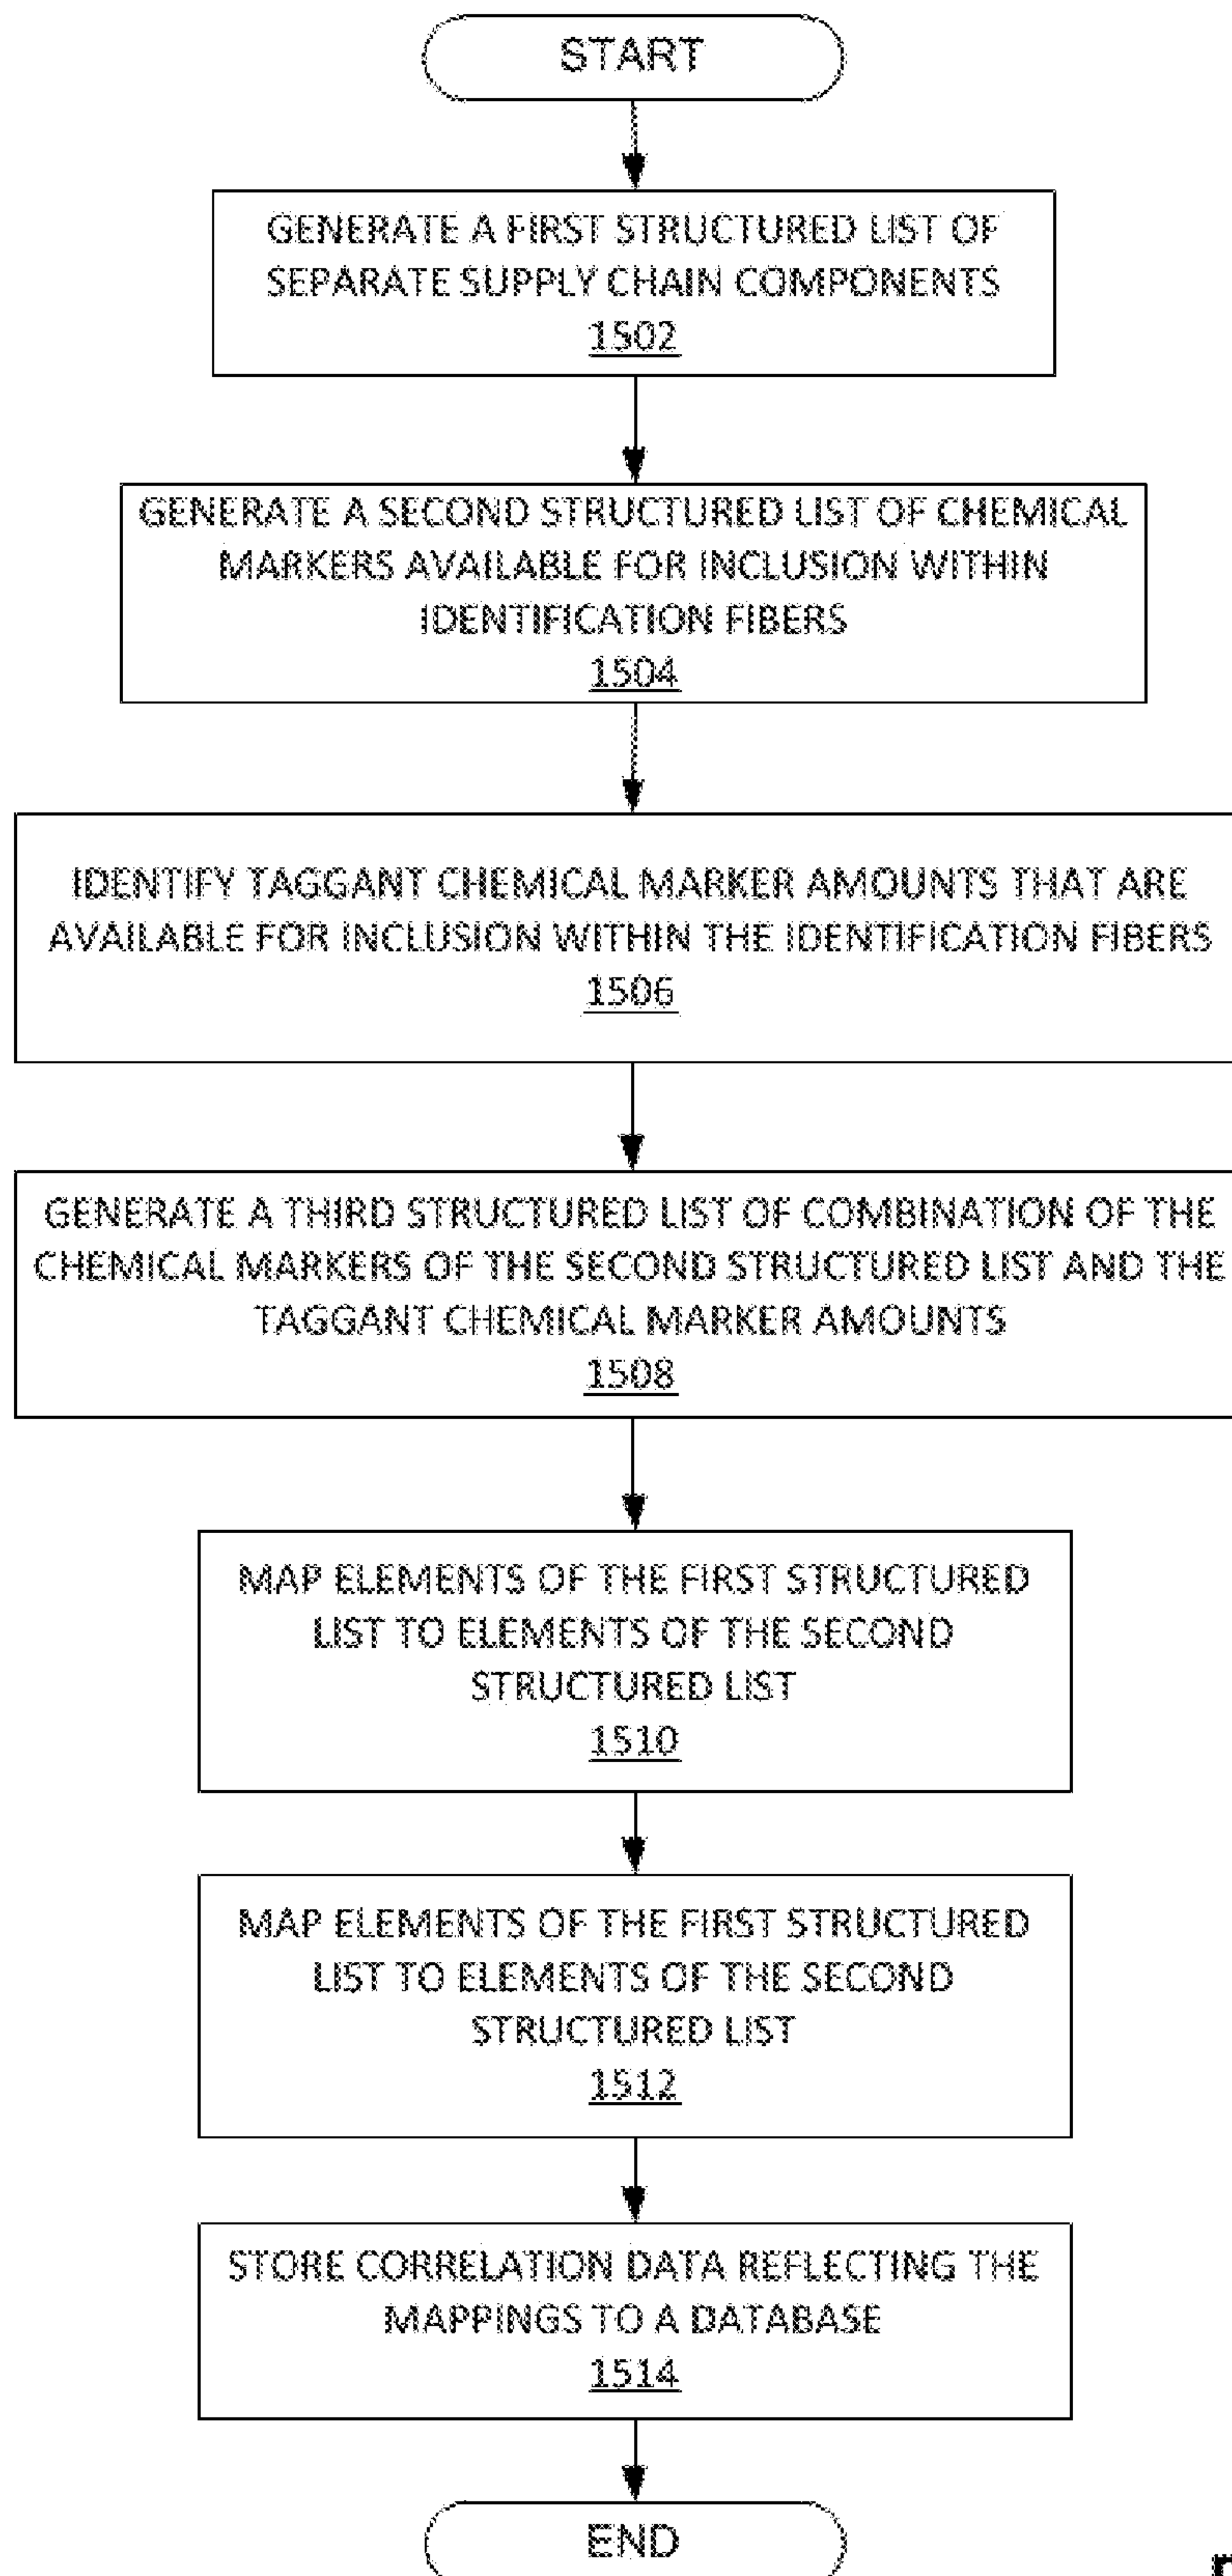 START
GENERATE A FIRST STRUCTURED LIST OF
SEPARATE SUPPLY CHAIN COMPONENTS
1502
GENERATE A SECOND STRUCTURED LIST OF CHEMICAL
MARKERS AVAILABLE FOR INCLUSION WITHIN
IDENTIFICATION FIBERS
1504
IDENTIFY TAGGANT CHEMICAL MARKER AMOUNTS THAT ARE
AVAILABLE FOR INCLUSION WITHIN THE IDENTIFICATION FIBERS
1506
GENERATE A THIRD STRUCTURED LIST OF COMBINATION OF THE
CHEMICAL MARKERS OF THE SECOND STRUCTURED LIST AND THE
TAGGANT CHEMICAL MARKER AMOUNTS
1508
MAP ELEMENTS OF THE FIRST STRUCTURED
LIST TO ELEMENTS OF THE SECOND
STRUCTURED LIST
1510
MAP ELEMENTS OF THE FIRST STRUCTURED
LIST TO ELEMENTS OF THE SECOND
STRUCTURED LIST
1512
STORE CORRELATION DATA REFLECTING THE
MAPPINGS TO A DATABASE
1514
END